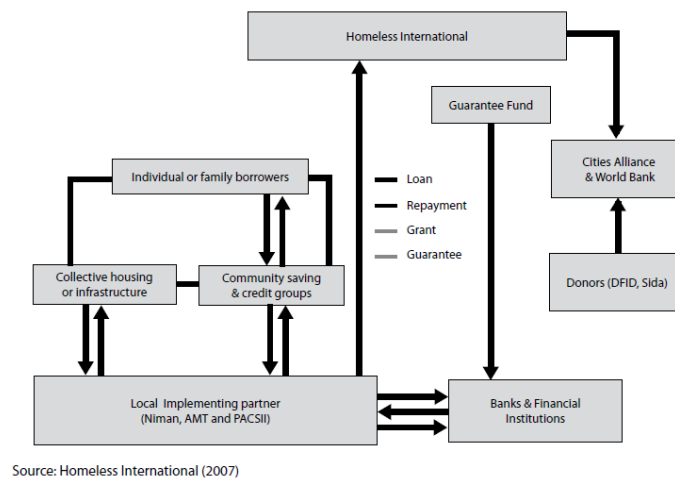 Homeless International
Guarantee Fund
Cities Alliance
& World Bank
Individual or family borrowers
Loan
Repayment
Grant
Guarantee
Collective housing
or infrastructure
Community saving
& credit groups
Donors (DFID, Sida)
Local Implementing partner
(Niman, AMT and PACSII)
Banks & Financial
Institutions
Source: Homeless International (2007)